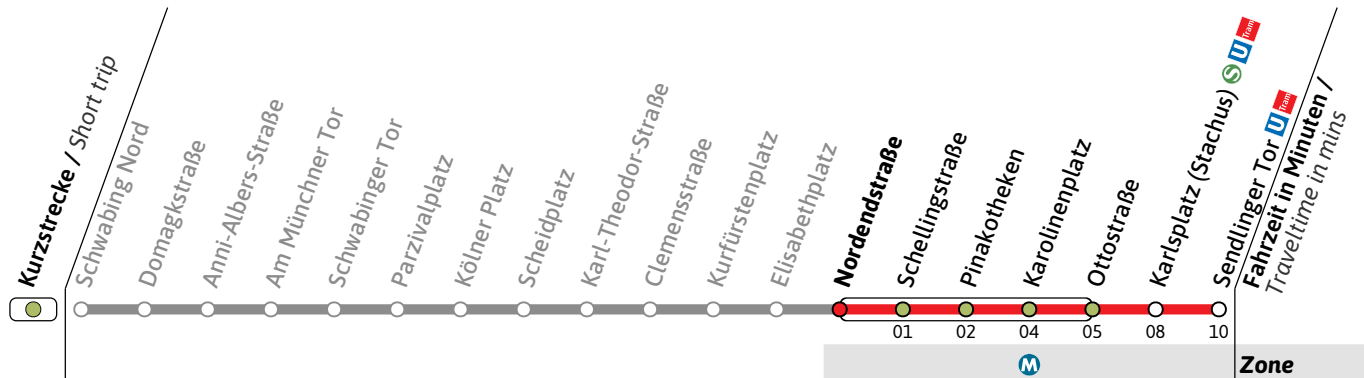 Kurzstrecke / Short trip
Schwabing Nord
Domagkstraße
Anni-Albers-Straße
Am Münchner Tor
Schwabinger Tor
Parzivalplatz
Kölner Platz
Scheidplatz
Karl-Theodor-Straße
Clemensstraße
Kurfürstenplatz
Elisabethplatz
Nordendstraße
Schellingstraße
Pinakotheken
Karolinenplatz
Ottostraße
Karlsplatz (Stachus) S U Tram
Sendlinger Tor U Tram
Fahrzeit in Minuten /
Traveltime in mins
01 02 04 05 08 10
M Zone